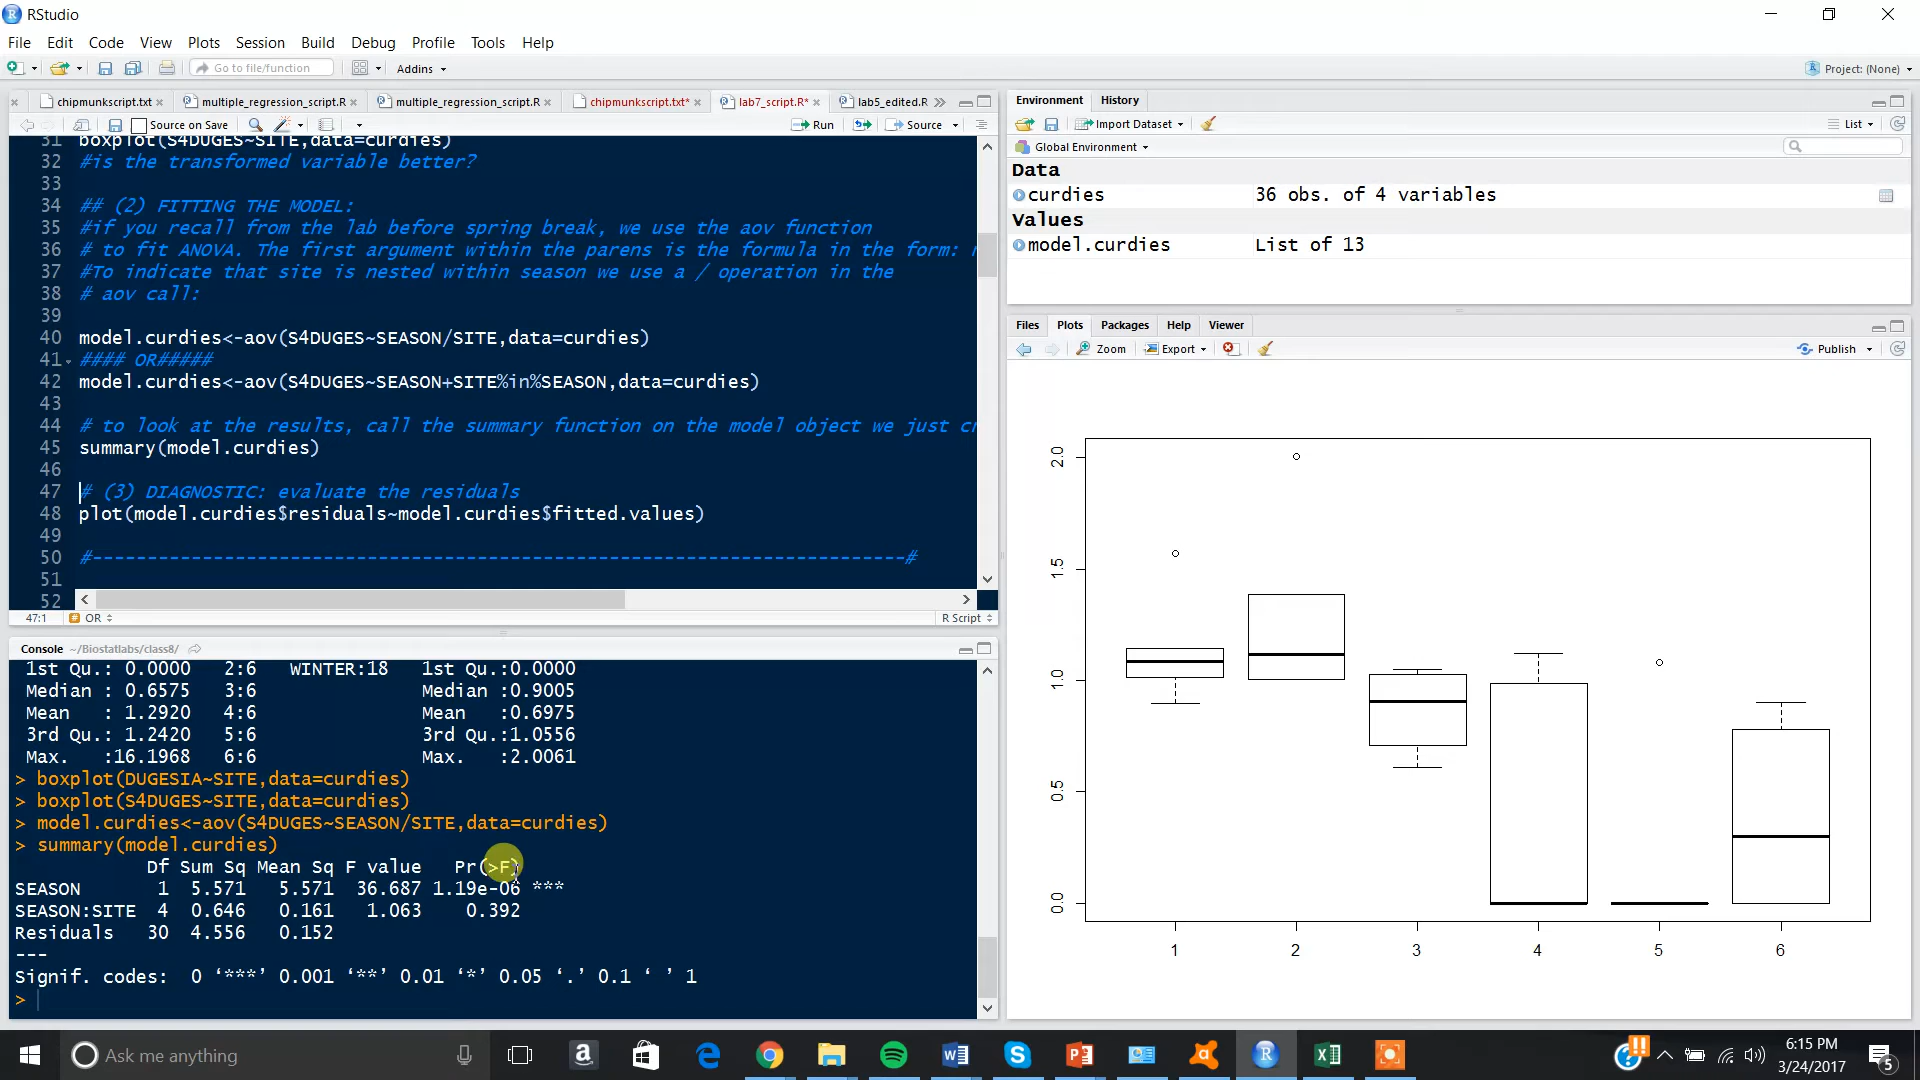 RStudio
File Edit Code View Plots Session Build Debug Profile Tools Help
Go to file/function Addins Project: (None)
chipmunkscript.txt multiple_regression_script.R multiple_regression_script.R chipmunkscript.txt* lab7_script.R* lab5_edited.R
Source on Save Run Source
31 boxplot(S4DUGES~SITE,data=curdies)
32 #is the transformed variable better?
33
34 ## (2) FITTING THE MODEL:
35 #if you recall from the lab before spring break, we use the aov function
36 # to fit ANOVA. The first argument within the parens is the formula in the form:
37 #To indicate that site is nested within season we use a / operation in the
38 # aov call:
39
40 model.curdies<-aov(S4DUGES~SEASON/SITE,data=curdies)
41 #### OR#####
42 model.curdies<-aov(S4DUGES~SEASON+SITE%in%SEASON,data=curdies)
43
44 # to look at the results, call the summary function on the model object we just cr
45 summary(model.curdies)
46
47 # (3) DIAGNOSTIC: evaluate the residuals
48 plot(model.curdies$residuals~model.curdies$fitted.values)
49
50 #--------------------------------------------------------------------------#
51
52
47:1 # OR R Script
Console ~/Biostatlabs/class8/
1st Qu.: 0.0000 2:6 WINTER:18 1st Qu.:0.0000
Median : 0.6575 3:6 Median :0.9005
Mean : 1.2920 4:6 Mean :0.6975
3rd Qu.: 1.2420 5:6 3rd Qu.:1.0556
Max. :16.1968 6:6 Max. :2.0061
> boxplot(DUGESIA~SITE,data=curdies)
> boxplot(S4DUGES~SITE,data=curdies)
> model.curdies<-aov(S4DUGES~SEASON/SITE,data=curdies)
> summary(model.curdies)
Df Sum Sq Mean Sq F value Pr(>F)
SEASON 1 5.571 5.571 36.687 1.19e-06 ***
SEASON:SITE 4 0.646 0.161 1.063 0.392
Residuals 30 4.556 0.152
---
Signif. codes: 0 ‘***’ 0.001 ‘**’ 0.01 ‘*’ 0.05 ‘.’ 0.1 ‘ ’ 1
>
Environment History
Import Dataset List
Global Environment
Data
curdies 36 obs. of 4 variables
Values
model.curdies List of 13
Files Plots Packages Help Viewer
Zoom Export Publish
2.0
1.5
1.0
0.5
0.0
1 2 3 4 5 6
Ask me anything
6:15 PM
3/24/2017
5